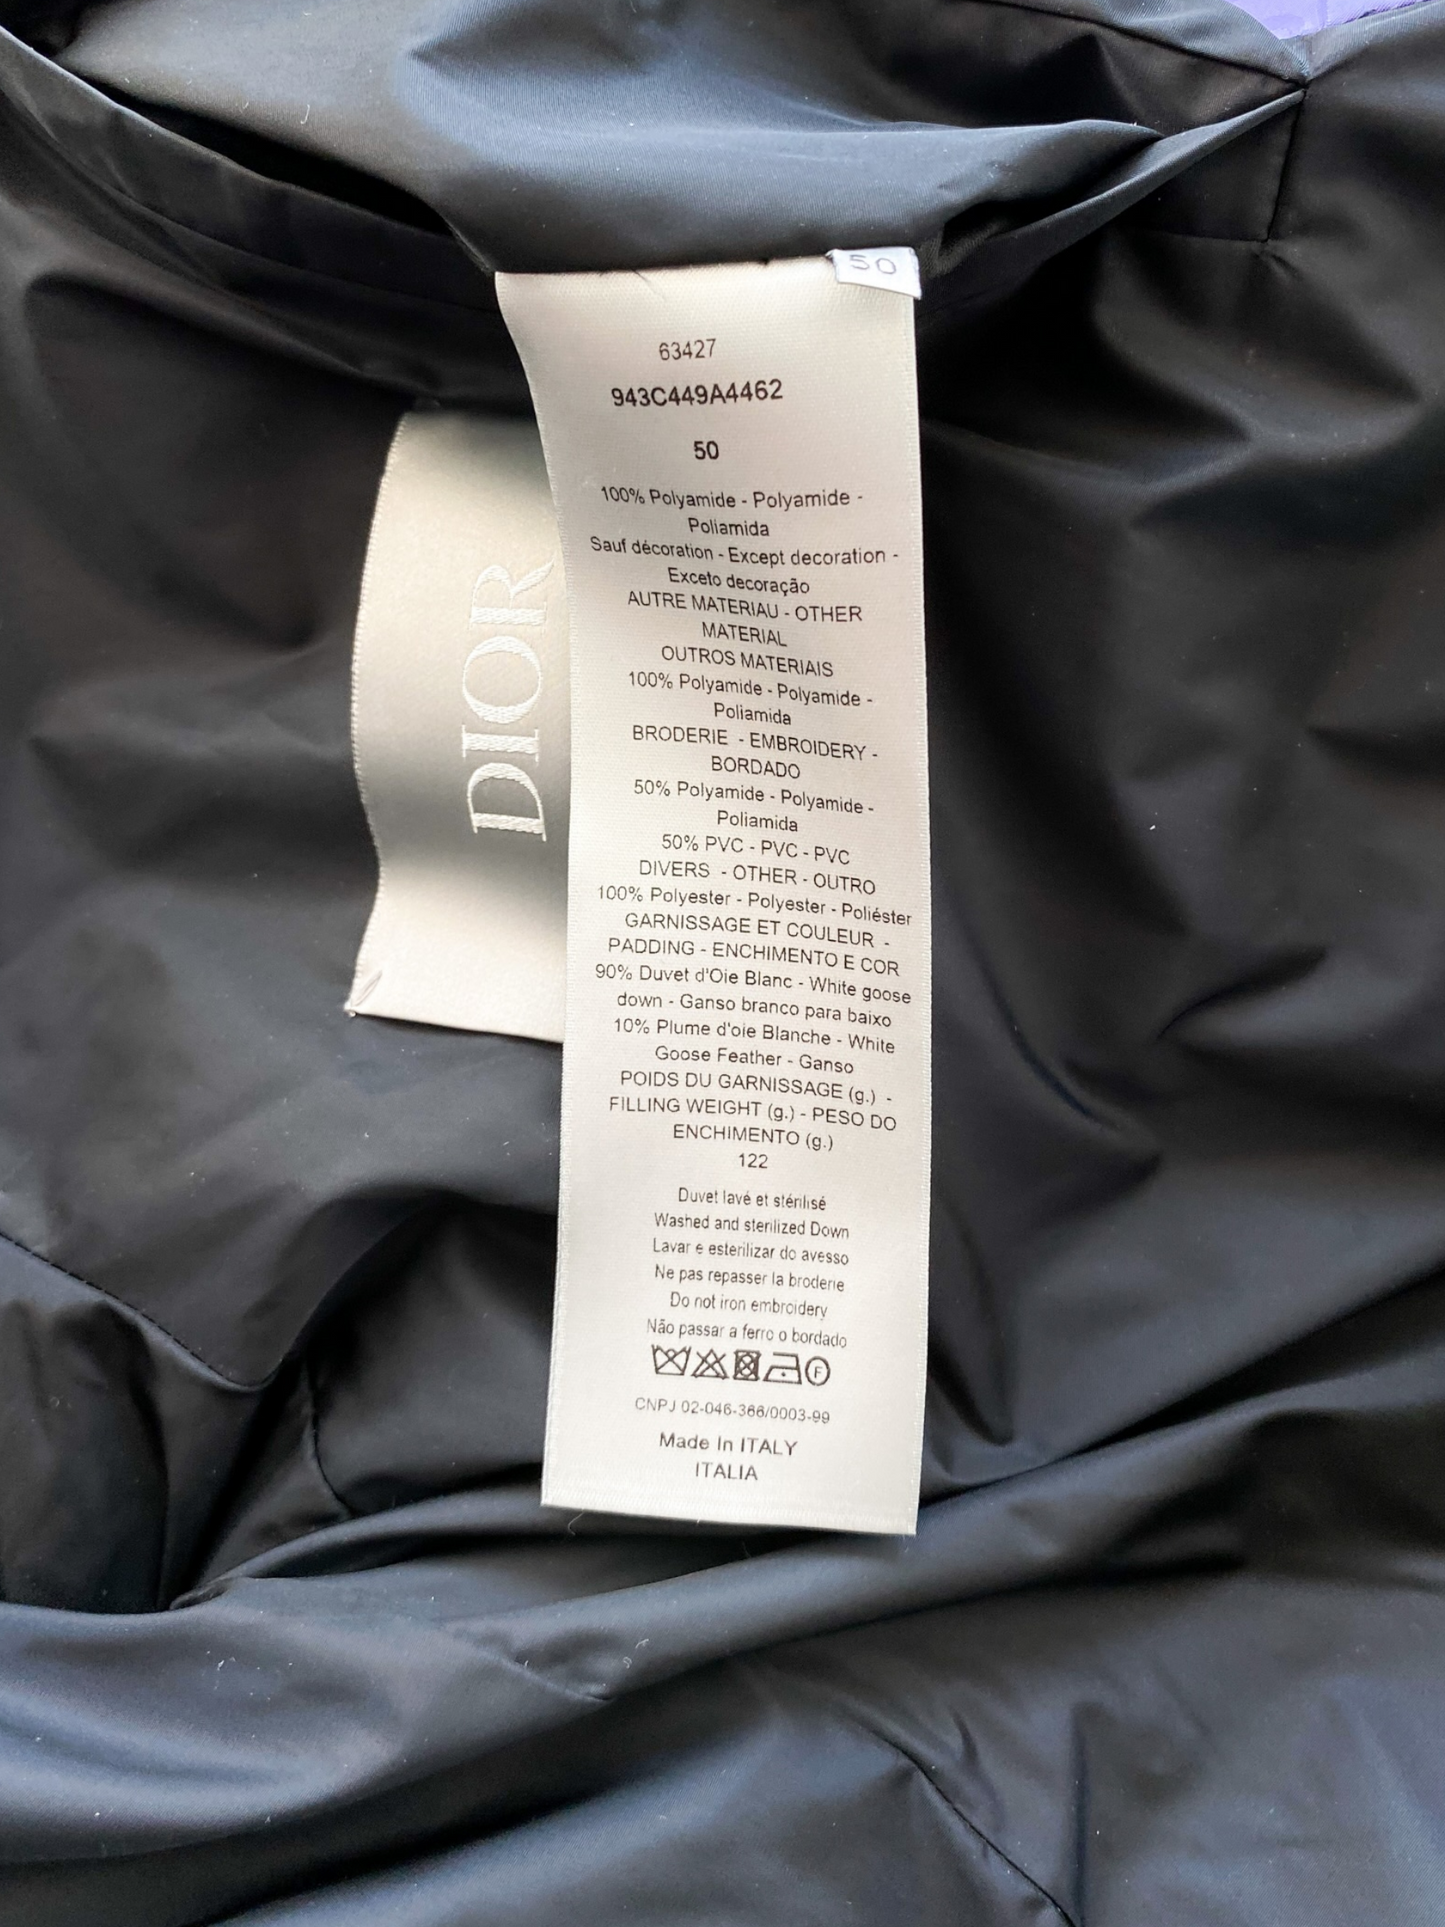 50
63427
943C449A4462
50
100% Polyamide - Polyamide -
Poliamida
Sauf décoration - Except decoration -
Exceto decoração
AUTRE MATERIAU - OTHER
MATERIAL
OUTROS MATERIAIS
100% Polyamide - Polyamide -
Poliamida
BRODERIE - EMBROIDERY -
BORDADO
50% Polyamide - Polyamide -
Poliamida
50% PVC - PVC - PVC
DIVERS - OTHER - OUTRO
100% Polyester - Polyester - Poliéster
GARNISSAGE ET COULEUR -
PADDING - ENCHIMENTO E COR
90% Duvet d'Oie Blanc - White goose
down - Ganso branco para baixo
10% Plume d'oie Blanche - White
Goose Feather - Ganso
POIDS DU GARNISSAGE (g.) -
FILLING WEIGHT (g.) - PESO DO
ENCHIMENTO (g.)
122
Duvet lavé et stérilisé
Washed and sterilized Down
Lavar e esterilizar do avesso
Ne pas repasser la broderie
Do not iron embroidery
Não passar a ferro o bordado
F
CNPJ 02-046-366/0003-99
Made In ITALY
ITALIA
DIOR